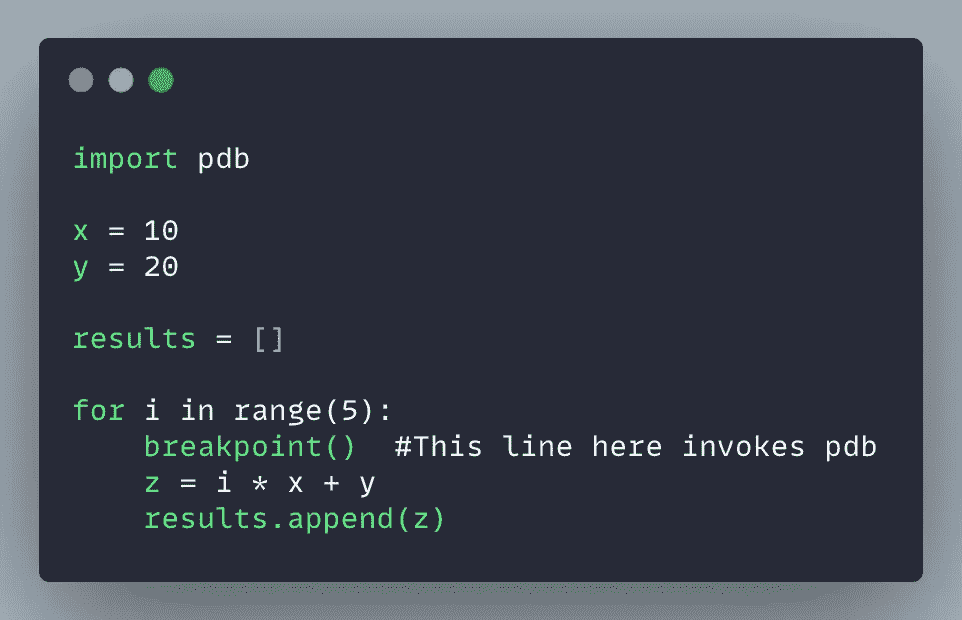 import pdb
x = 10
y = 20
results = []
for i in range(5):
    breakpoint()  #This line here invokes pdb
    z = i * x + y
    results.append(z)